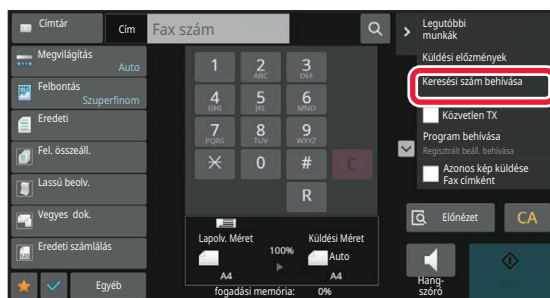 Címtár
Cím
Fax szám
Legutóbbi
munkák
Küldési előzmények
Keresési szám behívása
Közvetlen TX
Program behívása
Regisztrált beáll. behívása
Azonos kép küldése
Fax címként
Előnézet
CA
Hang-
szóró
Start
Megvilágítás
Auto
Felbontás
Szuperfinom
Eredeti
Fel. összeáll.
Lassú beolv.
Vegyes dok.
Eredeti számlálás
Egyéb
1
2
ABC
3
DEF
4
GHI
5
JKL
6
MNO
7
PQRS
8
TUV
9
WXYZ
0
#
C
R
Lapolv. Méret
100%
Küldési Méret
Auto
A4
A4
fogadási memória: 0%